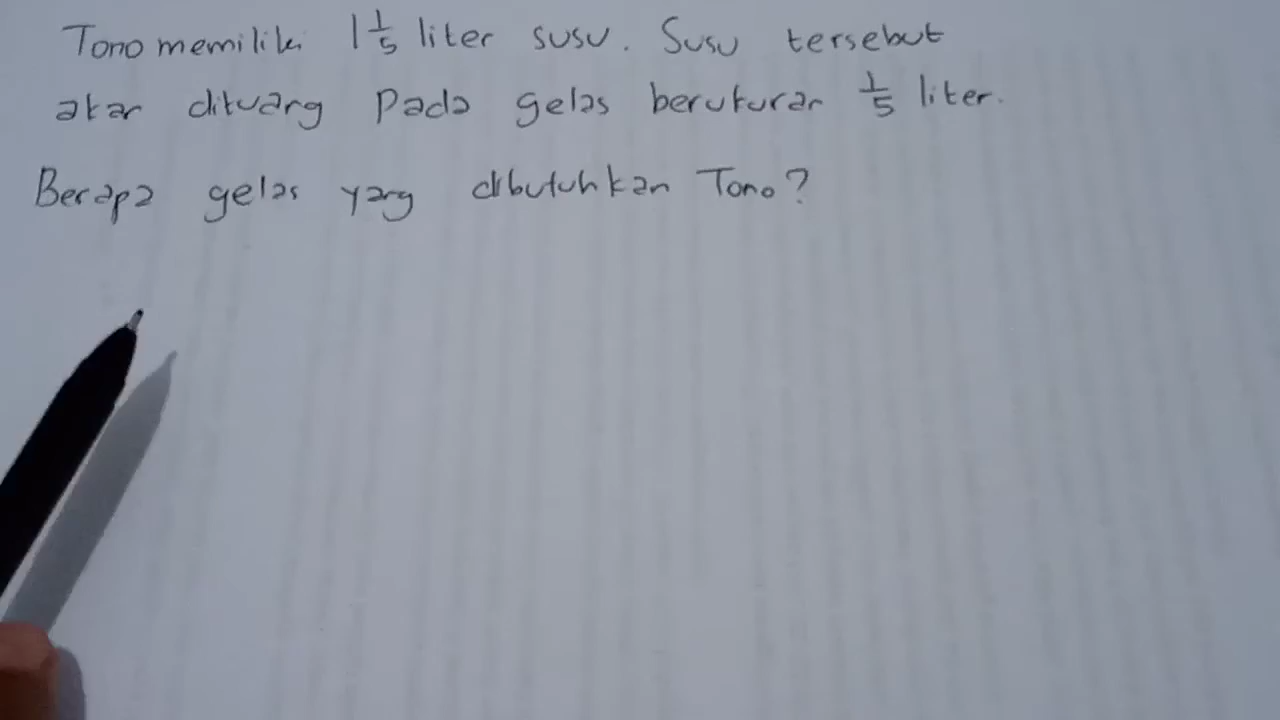 Tono memiliki 1 1/5 liter susu. Susu tersebut
akan dituang Pada gelas berukuran 1/5 liter.
Berapa gelas yang dibutuhkan Tono?